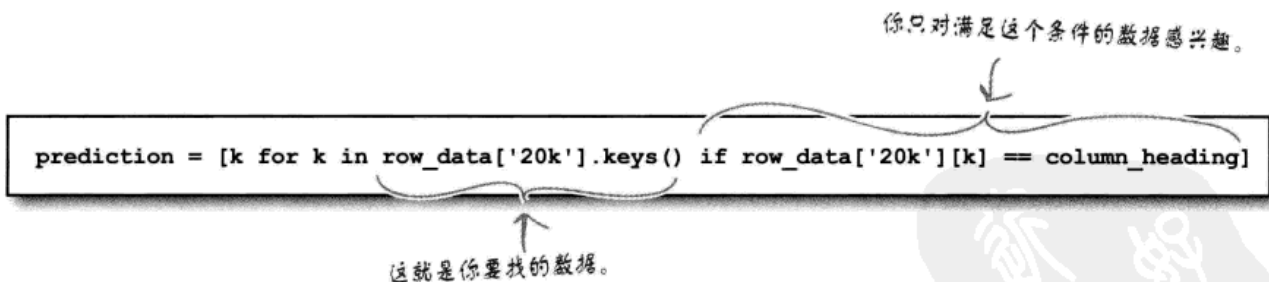 你只对满足这个条件的数据感兴趣。
prediction = [k for k in row_data['20k'].keys() if row_data['20k'][k] == column_heading]
这就是你要找的数据。